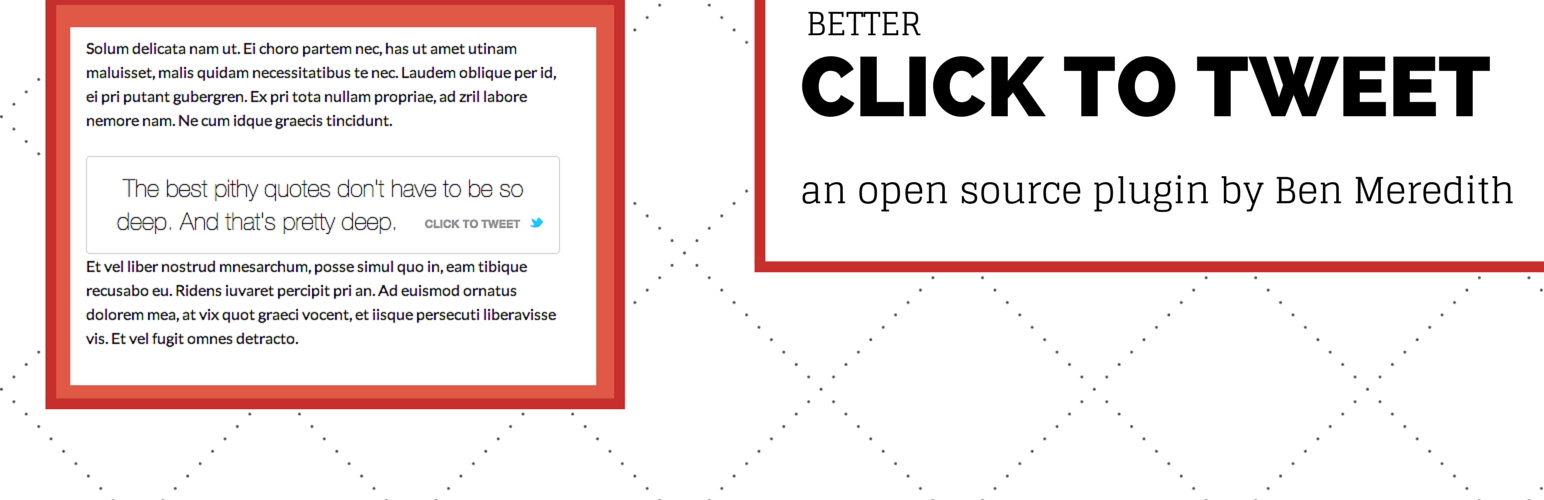 Solum delicata nam ut. Ei choro partem nec, has ut amet utinam
maluisset, malis quidam necessitatibus te nec. Laudem oblique per id,
ei pri putant gubergren. Ex pri tota nullam propriae, ad zril labore
nemore nam. Ne cum idque graecis tincidunt.
The best pithy quotes don't have to be so
deep. And that's pretty deep. CLICK TO TWEET
Et vel liber nostrud mnesarchum, posse simul quo in, eam tibique
recusabo eu. Ridens iuvaret percipit pri an. Ad euismod ornatus
dolorem mea, at vix quot graeci vocent, et iisque persecuti liberavisse
vis. Et vel fugit omnes detracto.
BETTER
CLICK TO TWEET
an open source plugin by Ben Meredith